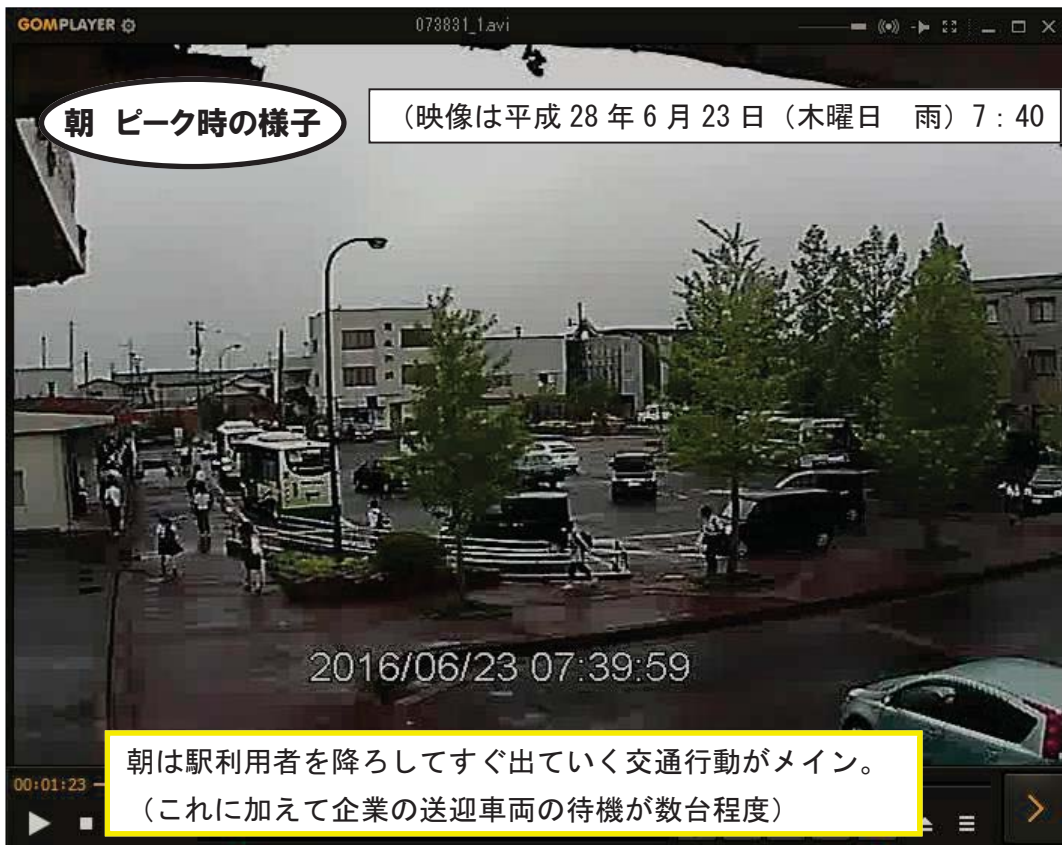 GOMPLAYER
073831_1.avi
朝 ピーク時の様子
(映像は平成 28 年 6 月 23 日(木曜日 雨)7:40
2016/06/23 07:39:59
朝は駅利用者を降ろしてすぐ出ていく交通行動がメイン。
(これに加えて企業の送迎車両の待機が数台程度)
00:01:23